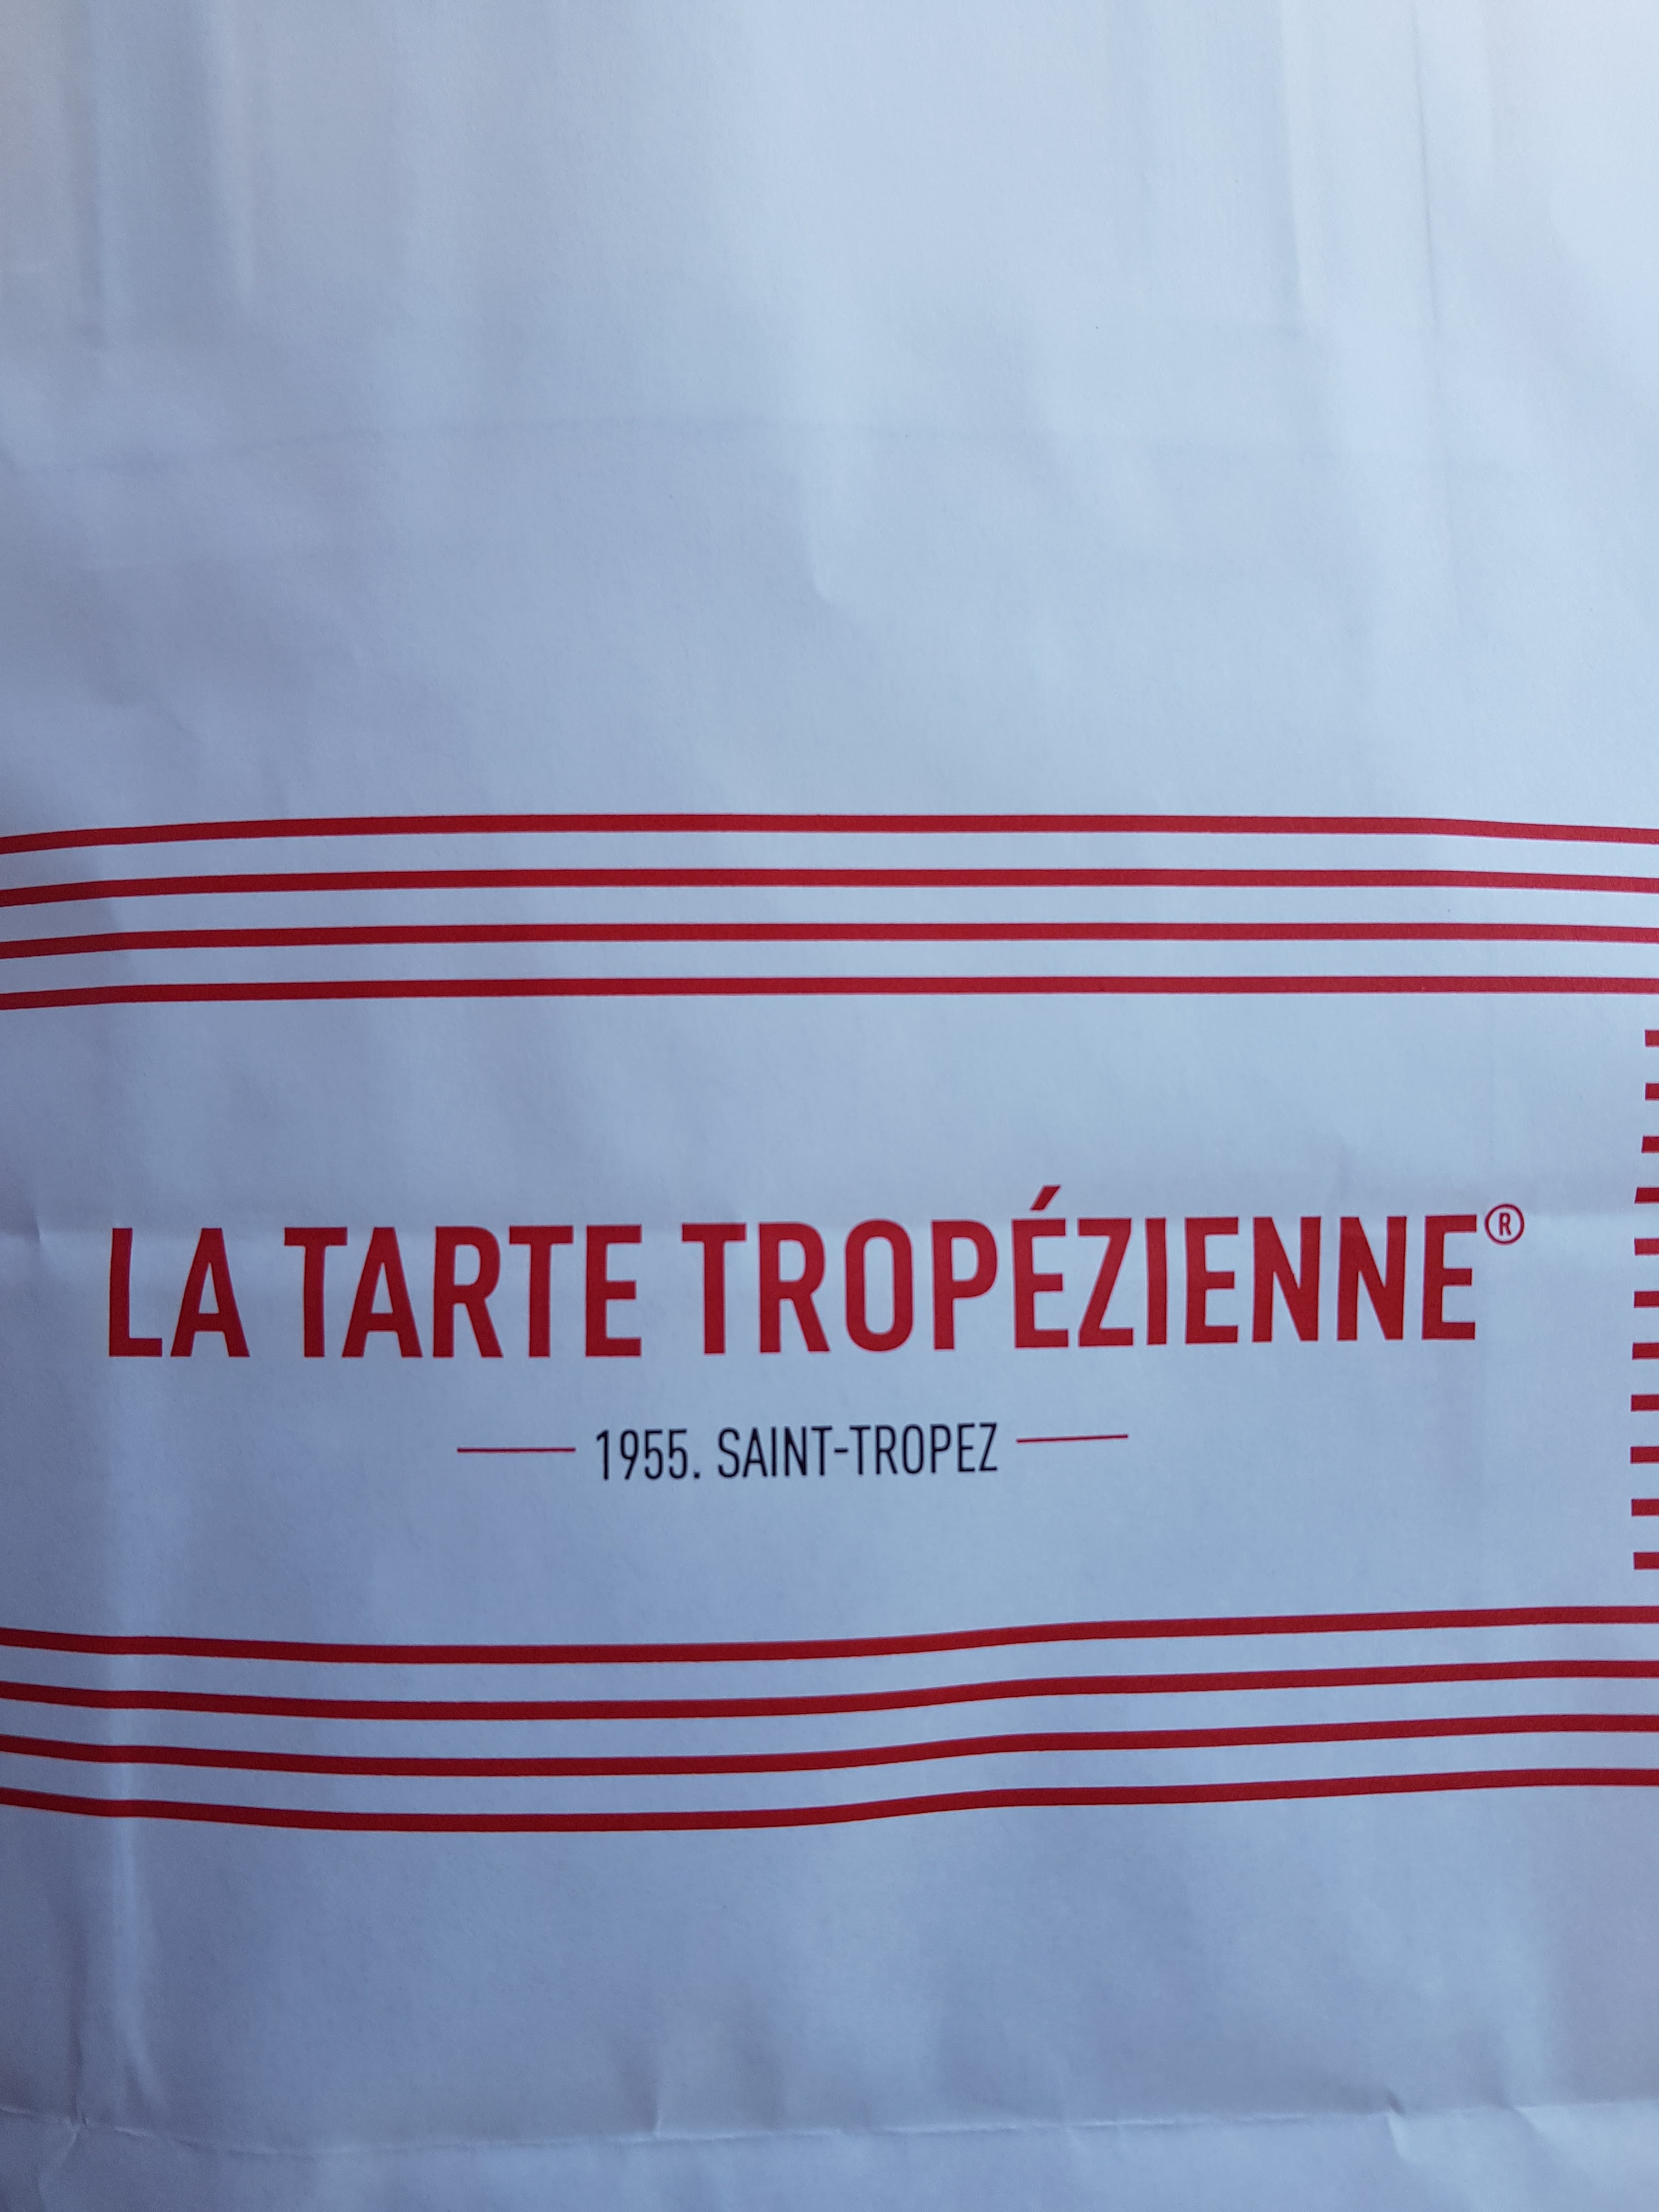 LA TARTE TROPÉZIENNE®
1955. SAINT-TROPEZ